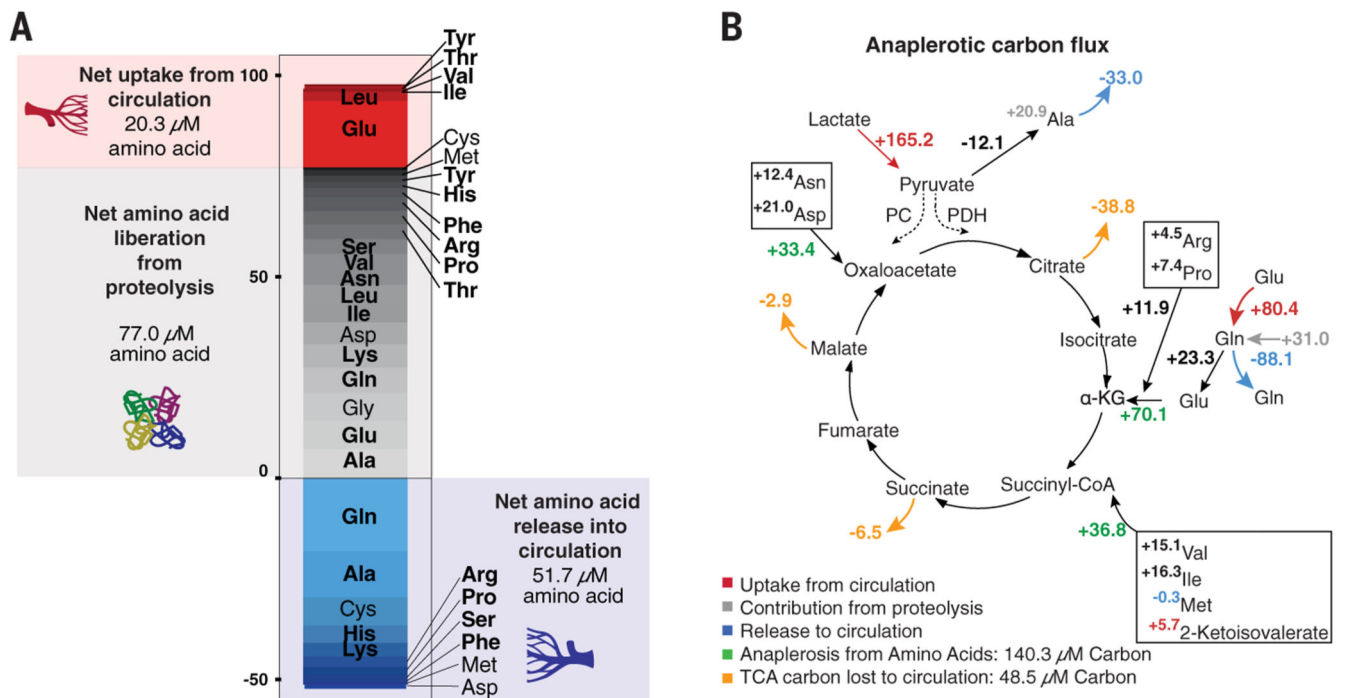 A
Net uptake from
circulation
20.3 µM
amino acid
Net amino acid
liberation
from
proteolysis
77.0 µM
amino acid
100
50
0
-50
Tyr
Thr
Val
Ile
Leu
Glu
Cys
Met
Tyr
His
Phe
Arg
Pro
Thr
Ser
Val
Asn
Leu
Ile
Asp
Lys
Gln
Gly
Glu
Ala
Gln
Ala
Cys
His
Lys
Arg
Pro
Ser
Phe
Met
Asp
Net amino acid
release into
circulation
51.7 µM
amino acid
B
Anaplerotic carbon flux
-33.0
+20.9 Ala
Lactate
+165.2
-12.1
Pyruvate
PC PDH
+12.4 Asn
+21.0 Asp
+33.4
Oxaloacetate
-38.8
Citrate
+4.5 Arg
+7.4 Pro
+11.9
Glu
+80.4
Gln +31.0
+23.3 -88.1
Isocitrate
α-KG Glu Gln
+70.1
-2.9
Malate
Fumarate
Succinate
Succinyl-CoA
-6.5
+36.8
+15.1 Val
+16.3 Ile
-0.3 Met
+5.7 2-Ketoisovalerate
Uptake from circulation
Contribution from proteolysis
Release to circulation
Anaplerosis from Amino Acids: 140.3 µM Carbon
TCA carbon lost to circulation: 48.5 µM Carbon